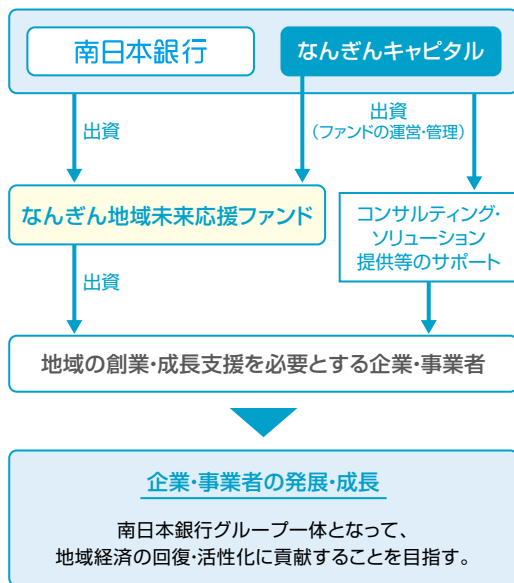 南日本銀行
なんぎんキャピタル
出資
出資
（ファンドの運営・管理）
なんぎん地域未来応援ファンド
コンサルティング・
ソリューション
提供等のサポート
出資
地域の創業・成長支援を必要とする企業・事業者
企業・事業者の発展・成長
南日本銀行グループ一体となって、
地域経済の回復・活性化に貢献することを目指す。